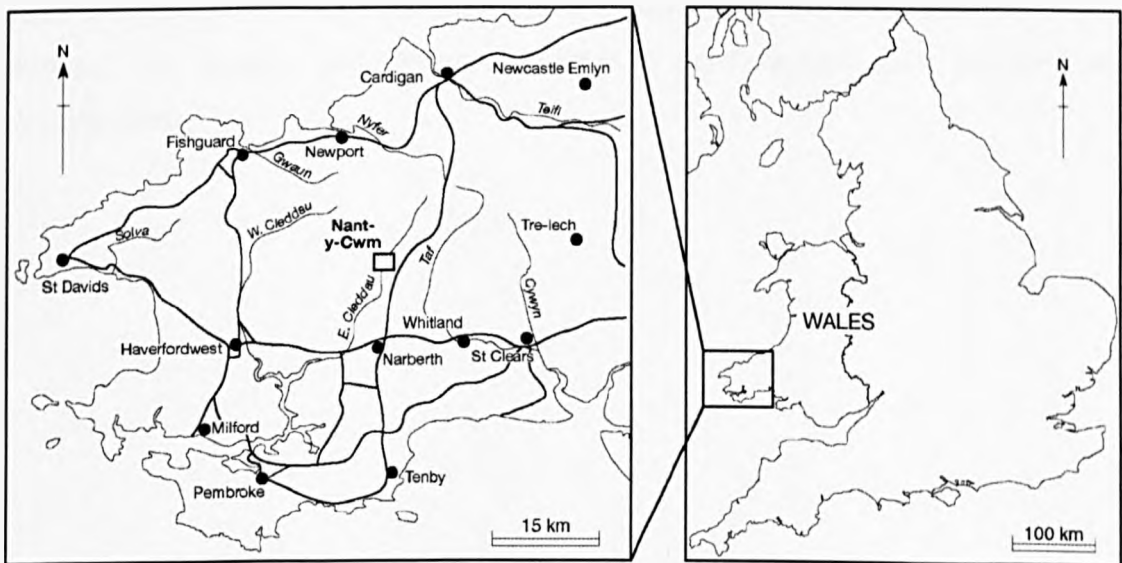 N
Cardigan
Newcastle Emlyn
Teifi
Nyfer
Fishguard
Newport
Gwaun
W. Cleddau
Nant-
y-Cwm
Tre-lech
Solva
Taf
St Davids
E. Cleddau
Cywyn
Whitland
Haverfordwest
Narberth
St Clears
Milford
Pembroke
Tenby
15 km
N
WALES
100 km